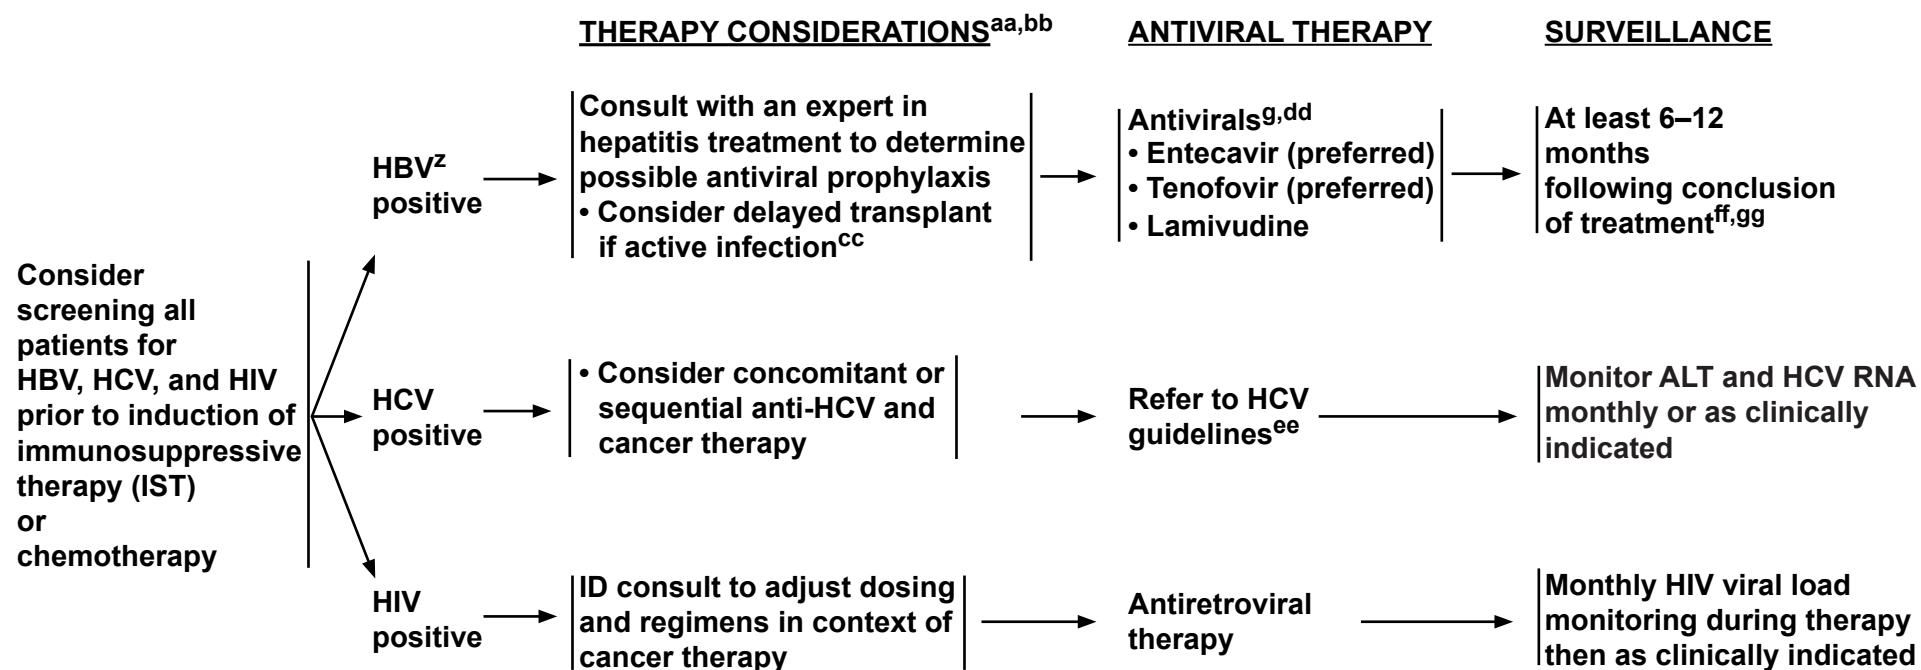 THERAPY CONSIDERATIONSaa,bb
ANTIVIRAL THERAPY
SURVEILLANCE
Consider
screening all
patients for
HBV, HCV, and HIV
prior to induction of
immunosuppressive
therapy (IST)
or
chemotherapy
HBVz
positive
Consult with an expert in
hepatitis treatment to determine
possible antiviral prophylaxis
• Consider delayed transplant
if active infectioncc
Antiviralsg,dd
• Entecavir (preferred)
• Tenofovir (preferred)
• Lamivudine
At least 6–12
months
following conclusion
of treatmentff,gg
HCV
positive
• Consider concomitant or
sequential anti-HCV and
cancer therapy
Refer to HCV
guidelinesee
Monitor ALT and HCV RNA
monthly or as clinically
indicated
HIV
positive
ID consult to adjust dosing
and regimens in context of
cancer therapy
Antiretroviral
therapy
Monthly HIV viral load
monitoring during therapy
then as clinically indicated